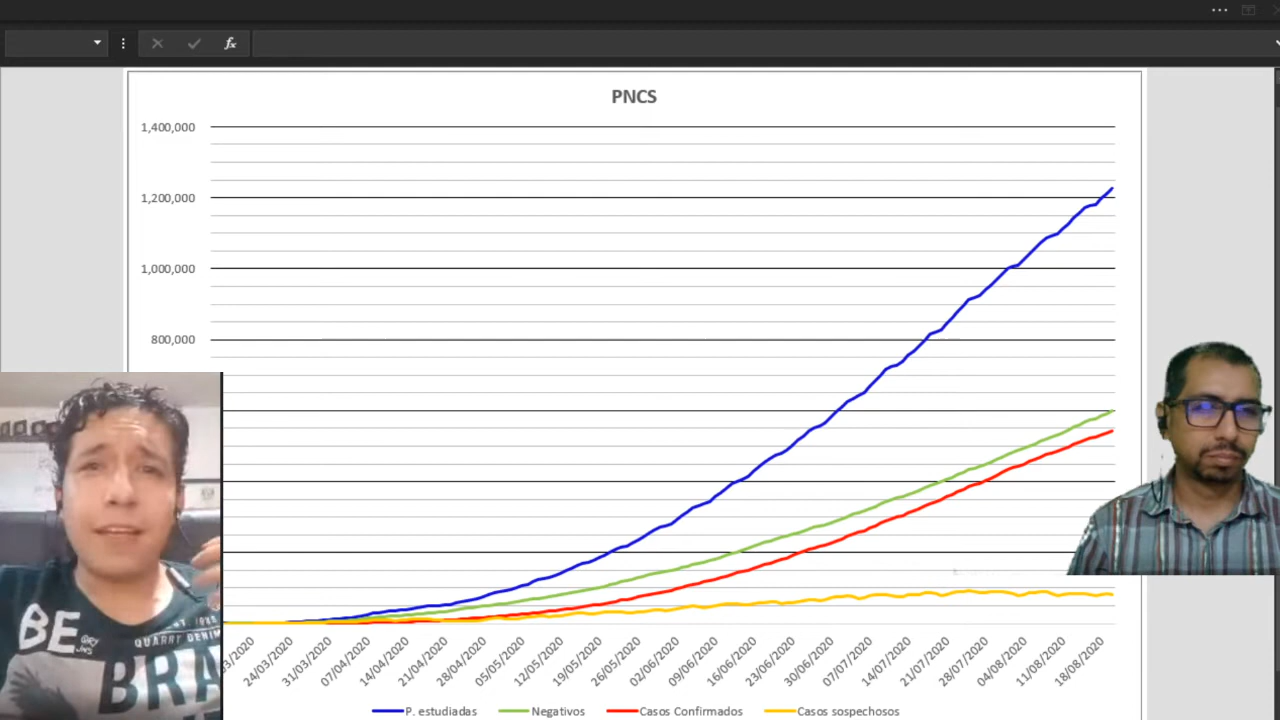 fx
PNCS
1,400,000
1,200,000
1,000,000
800,000
24/03/2020
31/03/2020
07/04/2020
14/04/2020
21/04/2020
28/04/2020
05/05/2020
12/05/2020
19/05/2020
26/05/2020
02/06/2020
09/06/2020
16/06/2020
23/06/2020
30/06/2020
07/07/2020
14/07/2020
21/07/2020
28/07/2020
04/08/2020
11/08/2020
18/08/2020
P. estudiadas
Negativos
Casos Confirmados
Casos sospechosos
BE
QUARRY DENIM
BRA